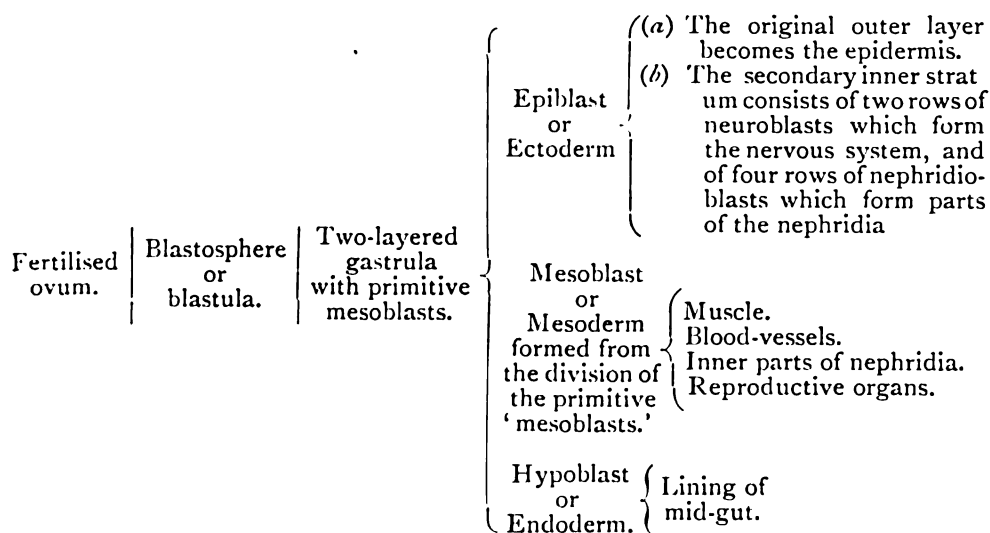 Fertilised
ovum.
Blastosphere
or
blastula.
Two-layered
gastrula
with primitive
mesoblasts.
Epiblast
or
Ectoderm
(a) The original outer layer
becomes the epidermis.
(b) The secondary inner strat
um consists of two rows of
neuroblasts which form
the nervous system, and
of four rows of nephridio-
blasts which form parts
of the nephridia
Mesoblast
or
Mesoderm
formed from
the division of
the primitive
‘mesoblasts.’
Muscle.
Blood-vessels.
Inner parts of nephridia.
Reproductive organs.
Hypoblast
or
Endoderm.
Lining of
mid-gut.